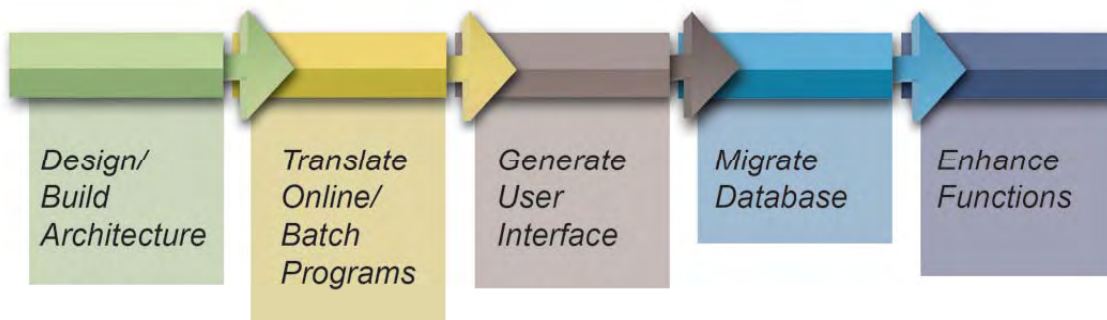 Design/
Build
Architecture
Translate
Online/
Batch
Programs
Generate
User
Interface
Migrate
Database
Enhance
Functions